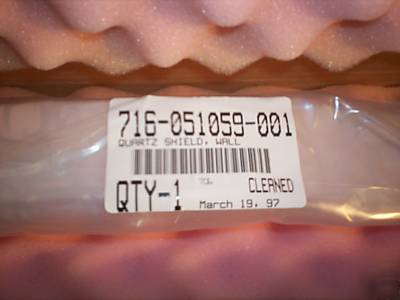 716-051059-001
QUARTZ SHIELD, WALL
QTY-1
CLEANED
March 19, 97